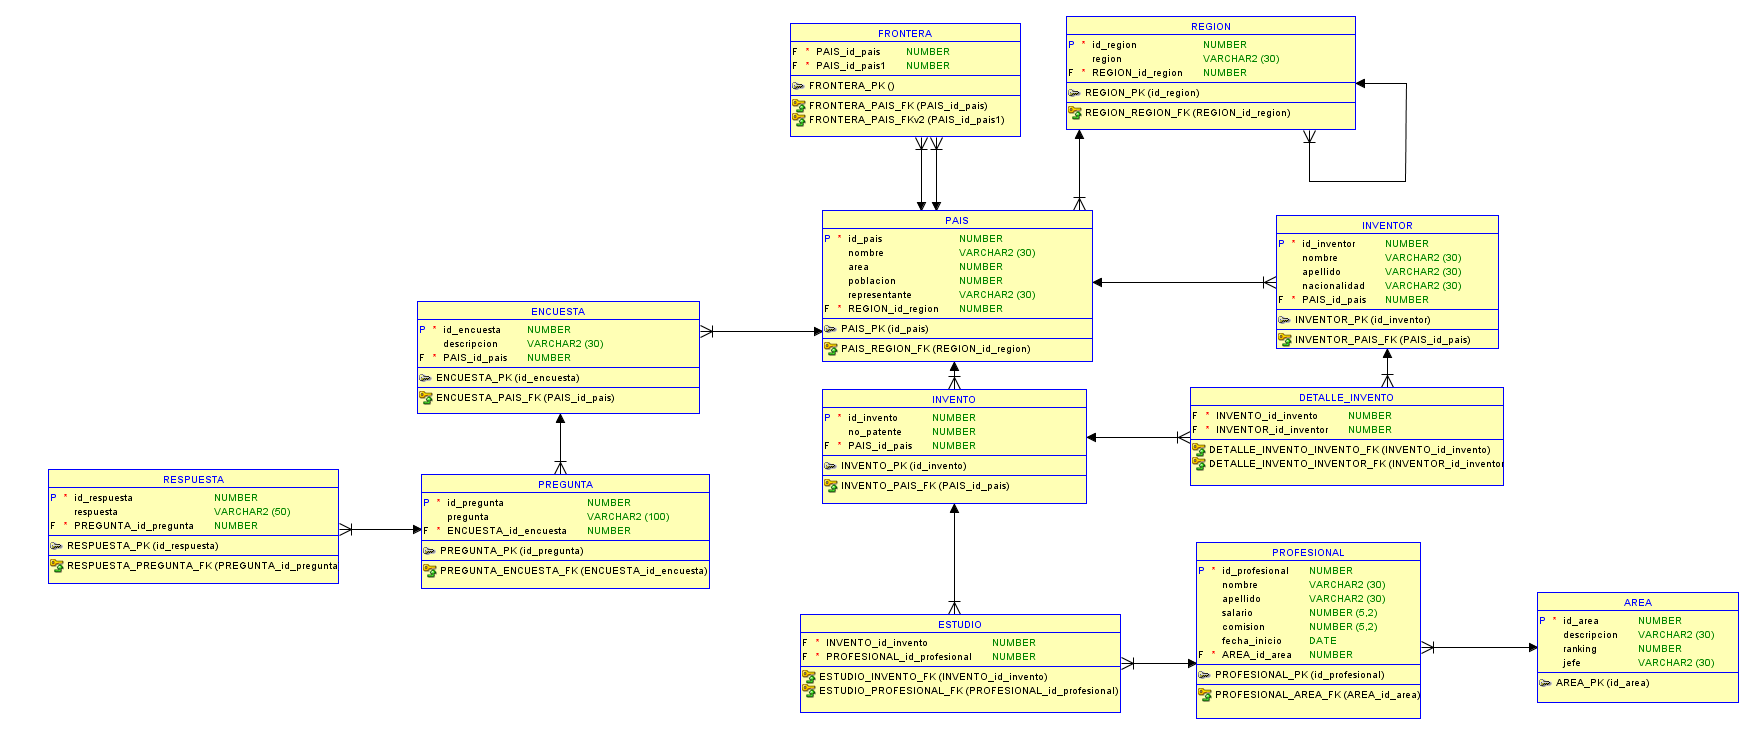 FRONTERA
F * PAIS_id_pais NUMBER
F * PAIS_id_pais1 NUMBER
FRONTERA_PK ()
FRONTERA_PAIS_FK (PAIS_id_pais)
FRONTERA_PAIS_FKv2 (PAIS_id_pais1)
REGION
P * id_region NUMBER
region VARCHAR2 (30)
F * REGION_id_region NUMBER
REGION_PK (id_region)
REGION_REGION_FK (REGION_id_region)
PAIS
P * id_pais NUMBER
nombre VARCHAR2 (30)
area NUMBER
poblacion NUMBER
representante VARCHAR2 (30)
F * REGION_id_region NUMBER
PAIS_PK (id_pais)
PAIS_REGION_FK (REGION_id_region)
INVENTOR
P * id_inventor NUMBER
nombre VARCHAR2 (30)
apellido VARCHAR2 (30)
nacionalidad VARCHAR2 (30)
F * PAIS_id_pais NUMBER
INVENTOR_PK (id_inventor)
INVENTOR_PAIS_FK (PAIS_id_pais)
ENCUESTA
P * id_encuesta NUMBER
descripcion VARCHAR2 (30)
F * PAIS_id_pais NUMBER
ENCUESTA_PK (id_encuesta)
ENCUESTA_PAIS_FK (PAIS_id_pais)
INVENTO
P * id_invento NUMBER
no_patente NUMBER
F * PAIS_id_pais NUMBER
INVENTO_PK (id_invento)
INVENTO_PAIS_FK (PAIS_id_pais)
DETALLE_INVENTO
F * INVENTO_id_invento NUMBER
F * INVENTOR_id_inventor NUMBER
DETALLE_INVENTO_INVENTO_FK (INVENTO_id_invento)
DETALLE_INVENTO_INVENTOR_FK (INVENTOR_id_inventor
RESPUESTA
P * id_respuesta NUMBER
respuesta VARCHAR2 (50)
F * PREGUNTA_id_pregunta NUMBER
RESPUESTA_PK (id_respuesta)
RESPUESTA_PREGUNTA_FK (PREGUNTA_id_pregunta
PREGUNTA
P * id_pregunta NUMBER
pregunta VARCHAR2 (100)
F * ENCUESTA_id_encuesta NUMBER
PREGUNTA_PK (id_pregunta)
PREGUNTA_ENCUESTA_FK (ENCUESTA_id_encuesta)
ESTUDIO
F * INVENTO_id_invento NUMBER
F * PROFESIONAL_id_profesional NUMBER
ESTUDIO_INVENTO_FK (INVENTO_id_invento)
ESTUDIO_PROFESIONAL_FK (PROFESIONAL_id_profesional)
PROFESIONAL
P * id_profesional NUMBER
nombre VARCHAR2 (30)
apellido VARCHAR2 (30)
salario NUMBER (5,2)
comision NUMBER (5,2)
fecha_inicio DATE
F * AREA_id_area NUMBER
PROFESIONAL_PK (id_profesional)
PROFESIONAL_AREA_FK (AREA_id_area)
AREA
P * id_area NUMBER
descripcion VARCHAR2 (30)
ranking NUMBER
jefe VARCHAR2 (30)
AREA_PK (id_area)